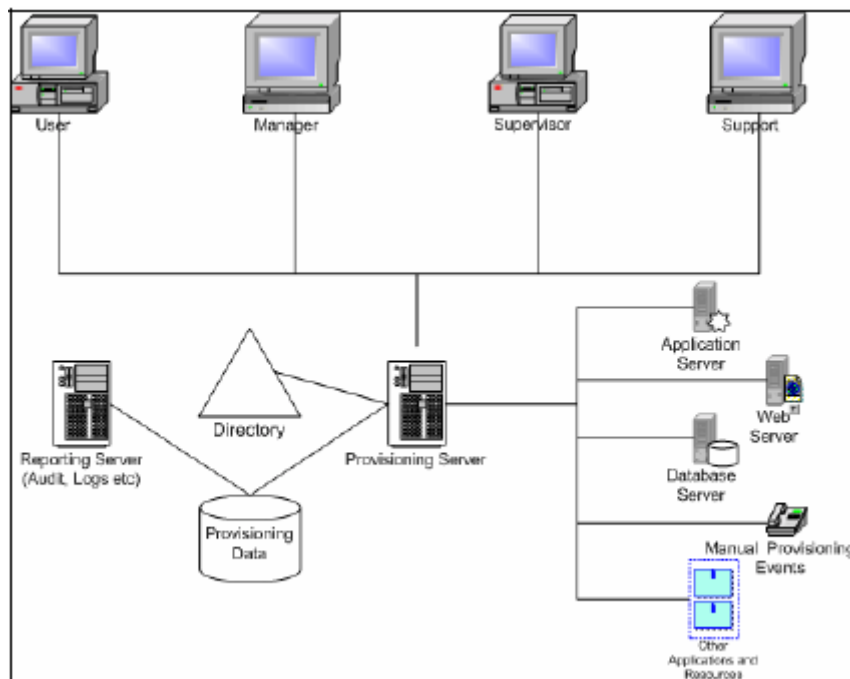 User
Manager
Supervisor
Support
Application
Server
Web
Server
Directory
Reporting Server
(Audit, Logs etc)
Provisioning Server
Database
Server
Provisioning
Data
Manual Provisioning
Events
Other
Applications and
Resources